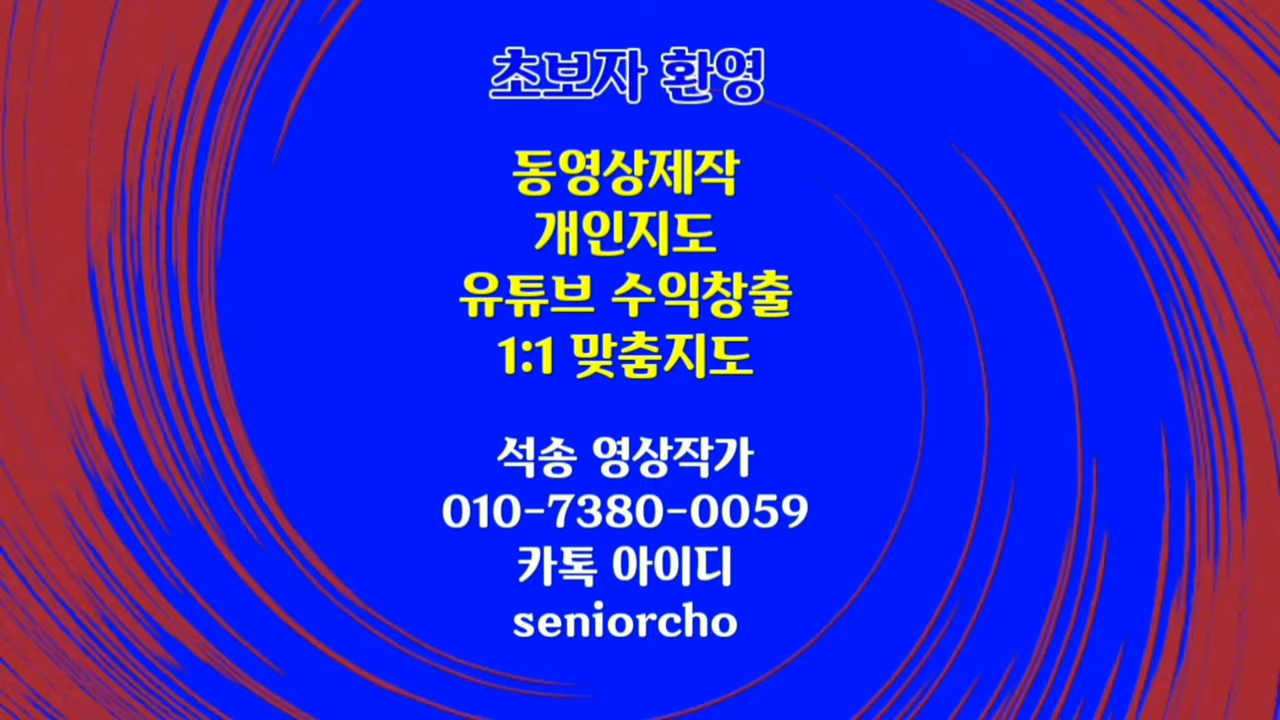 초보자 환영
동영상제작
개인지도
유튜브 수익창출
1:1 맞춤지도
석송 영상작가
010-7380-0059
카톡 아이디
seniorcho